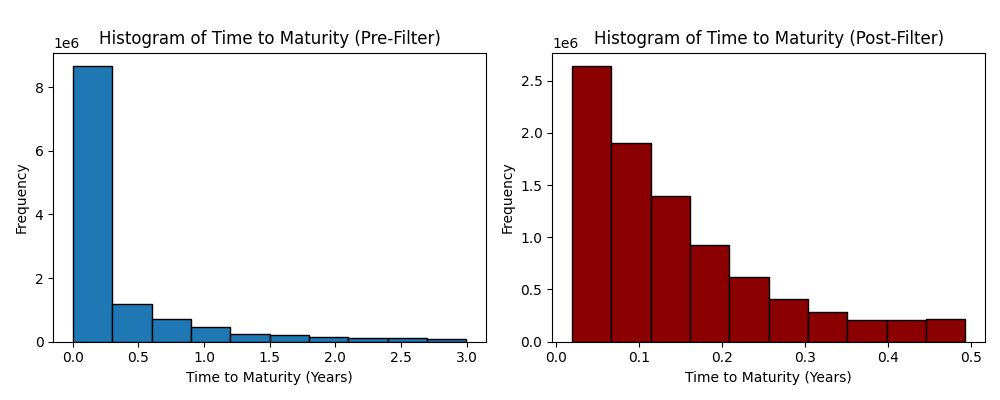 Histogram of Time to Maturity (Pre-Filter)
1e6
8
6
4
2
0
Frequency
0.0 0.5 1.0 1.5 2.0 2.5 3.0
Time to Maturity (Years)
Histogram of Time to Maturity (Post-Filter)
1e6
2.5
2.0
1.5
1.0
0.5
0.0
Frequency
0.0 0.1 0.2 0.3 0.4 0.5
Time to Maturity (Years)